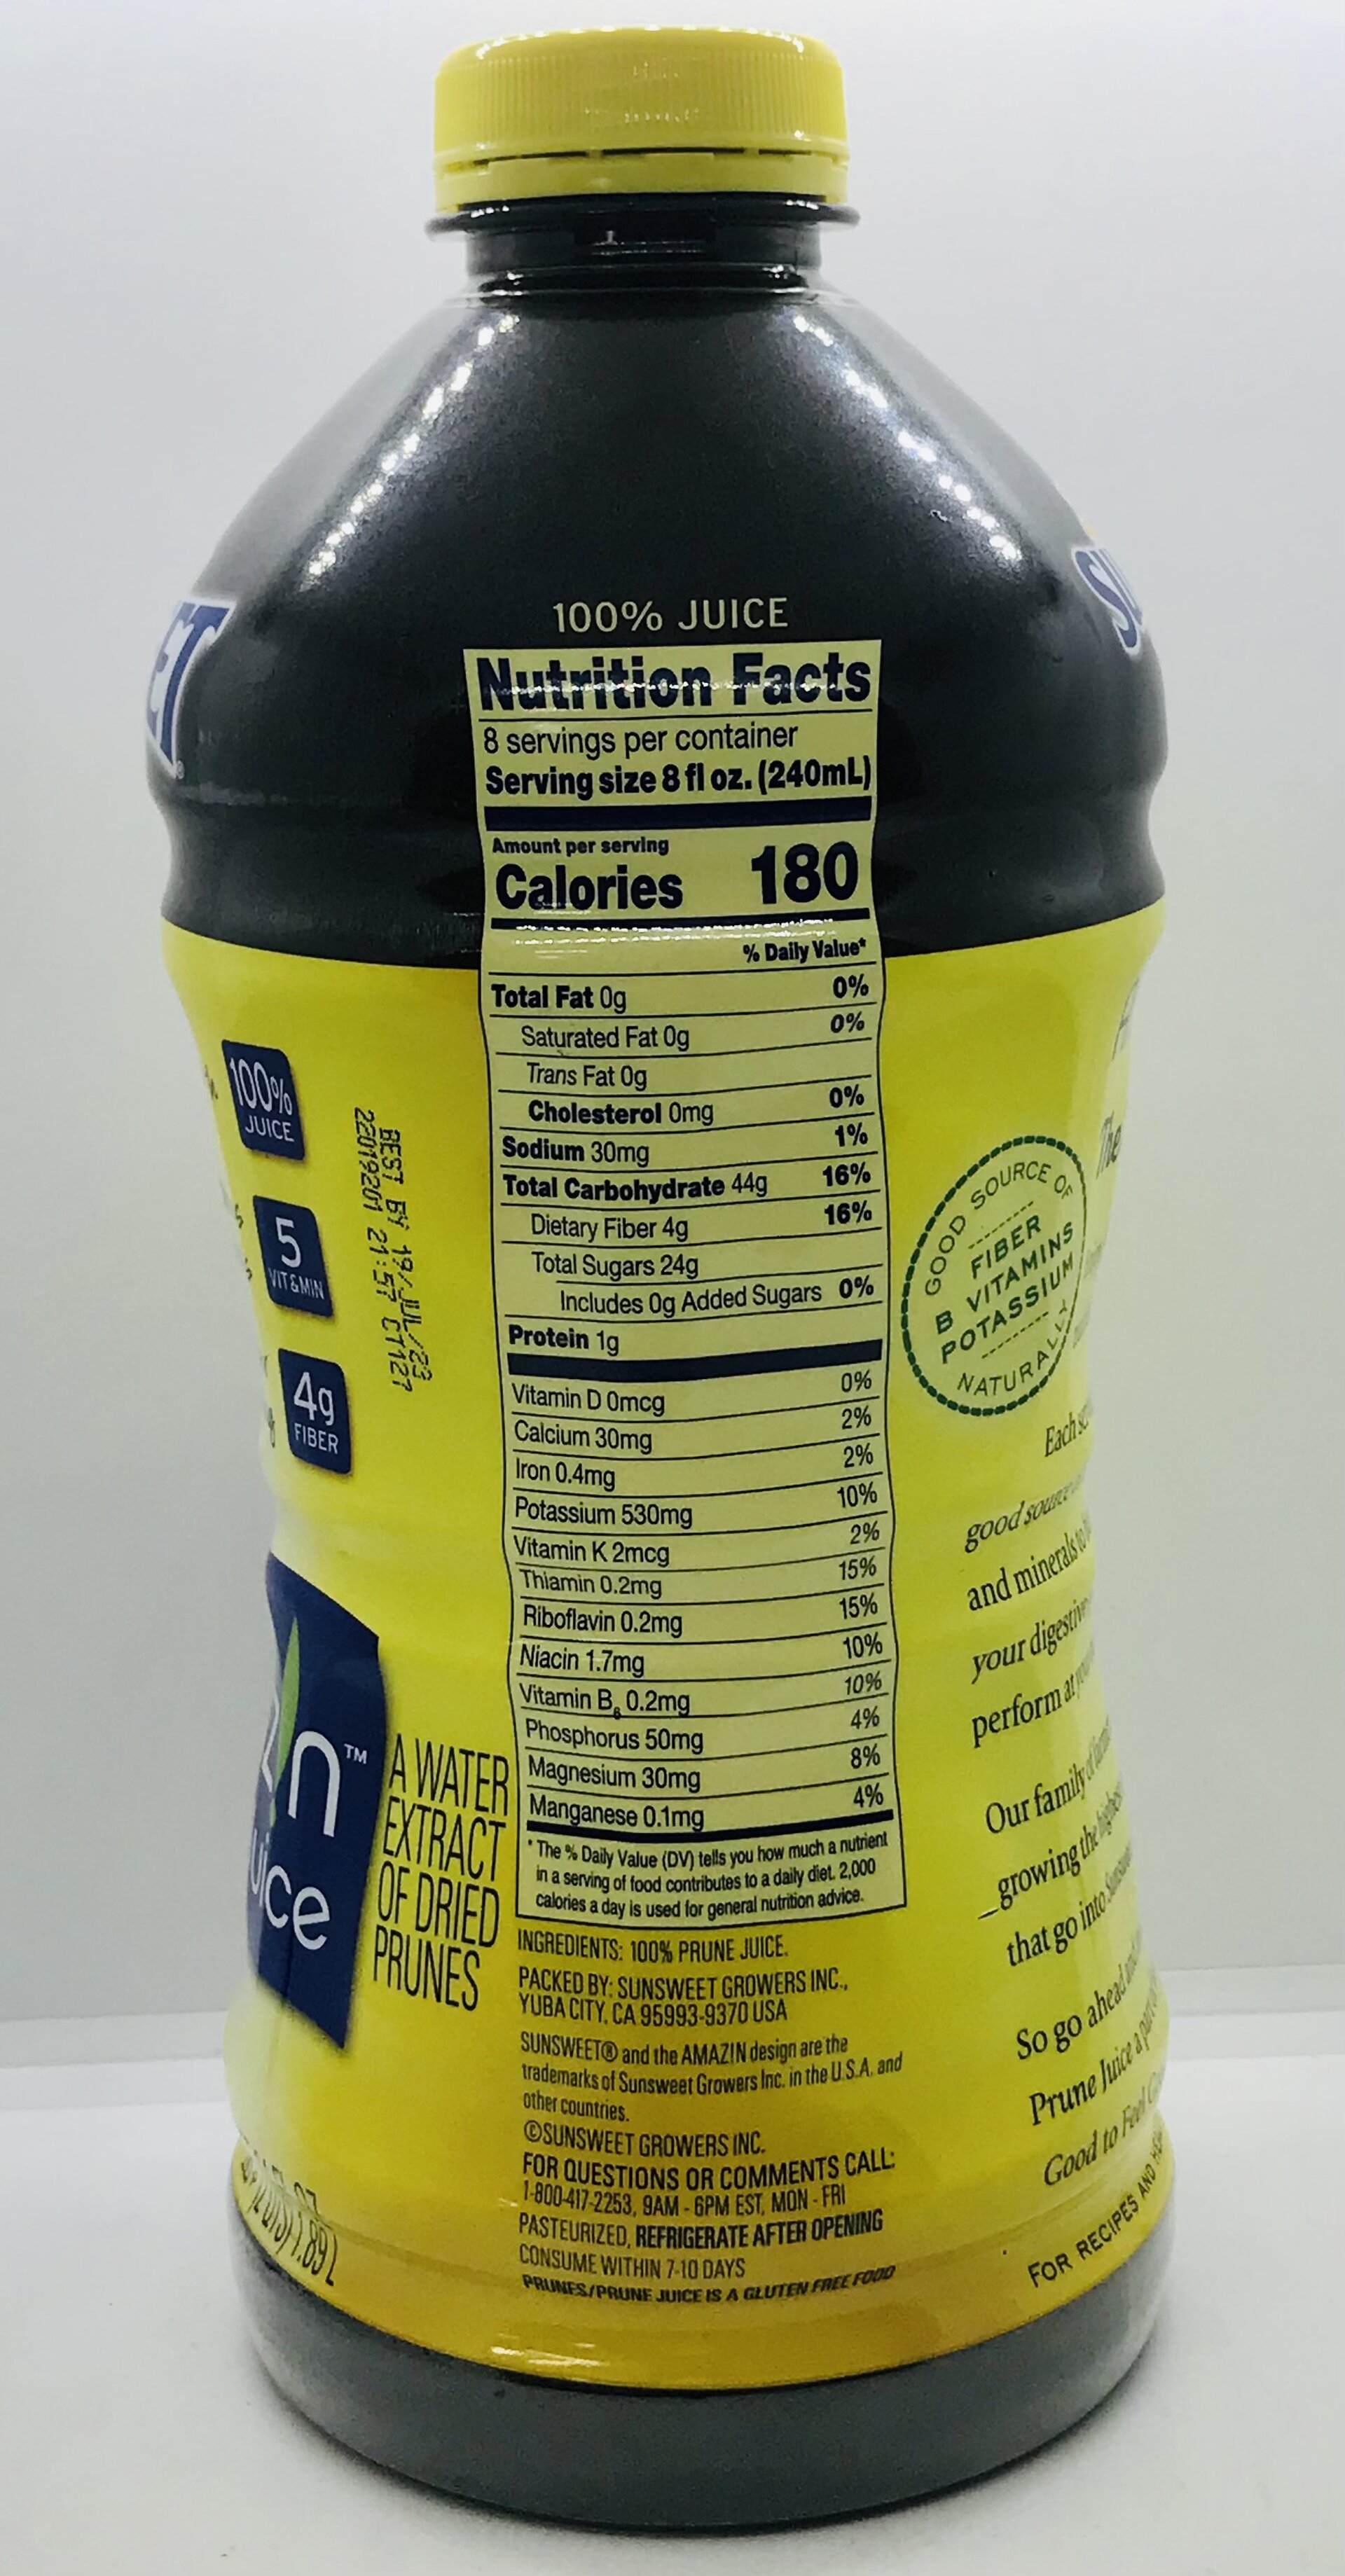 100% JUICE
Nutrition Facts
8 servings per container
Serving size 8 fl oz. (240mL)
Amount per serving
Calories 180
% Daily Value*
Total Fat 0g 0%
Saturated Fat 0g 0%
Trans Fat 0g
Cholesterol 0mg 0%
Sodium 30mg 1%
Total Carbohydrate 44g 16%
Dietary Fiber 4g 16%
Total Sugars 24g
Includes 0g Added Sugars 0%
Protein 1g
Vitamin D 0mcg 0%
Calcium 30mg 2%
Iron 0.4mg 2%
Potassium 530mg 10%
Vitamin K 2mcg 2%
Thiamin 0.2mg 15%
Riboflavin 0.2mg 15%
Niacin 1.7mg 10%
Vitamin B6 0.2mg 10%
Phosphorus 50mg 4%
Magnesium 30mg 8%
Manganese 0.1mg 4%
* The % Daily Value (DV) tells you how much a nutrient
in a serving of food contributes to a daily diet. 2,000
calories a day is used for general nutrition advice.
INGREDIENTS: 100% PRUNE JUICE.
PACKED BY: SUNSWEET GROWERS INC.,
YUBA CITY, CA 95993-9370 USA
SUNSWEET® and the AMAZIN design are the
trademarks of Sunsweet Growers Inc. in the U.S.A. and
other countries.
©SUNSWEET GROWERS INC.
FOR QUESTIONS OR COMMENTS CALL:
1-800-417-2253, 9AM - 6PM EST, MON - FRI
PASTEURIZED, REFRIGERATE AFTER OPENING
CONSUME WITHIN 7-10 DAYS
PRUNES/PRUNE JUICE IS A GLUTEN FREE FOOD
100%
JUICE
5
VIT&MIN
4g
FIBER
BEST BY 19/JUL/23
22019201 21:57 CT127
A WATER
EXTRACT
OF DRIED
PRUNES
1.89 L
GOOD SOURCE OF
FIBER
B VITAMINS
POTASSIUM
NATURALLY
The
Each
good source
and minerals to
your digestive
perform at
Our family of
growing the highest
that go into
So go ahead
Prune Juice a part of
Good to Feel
FOR RECIPES AND